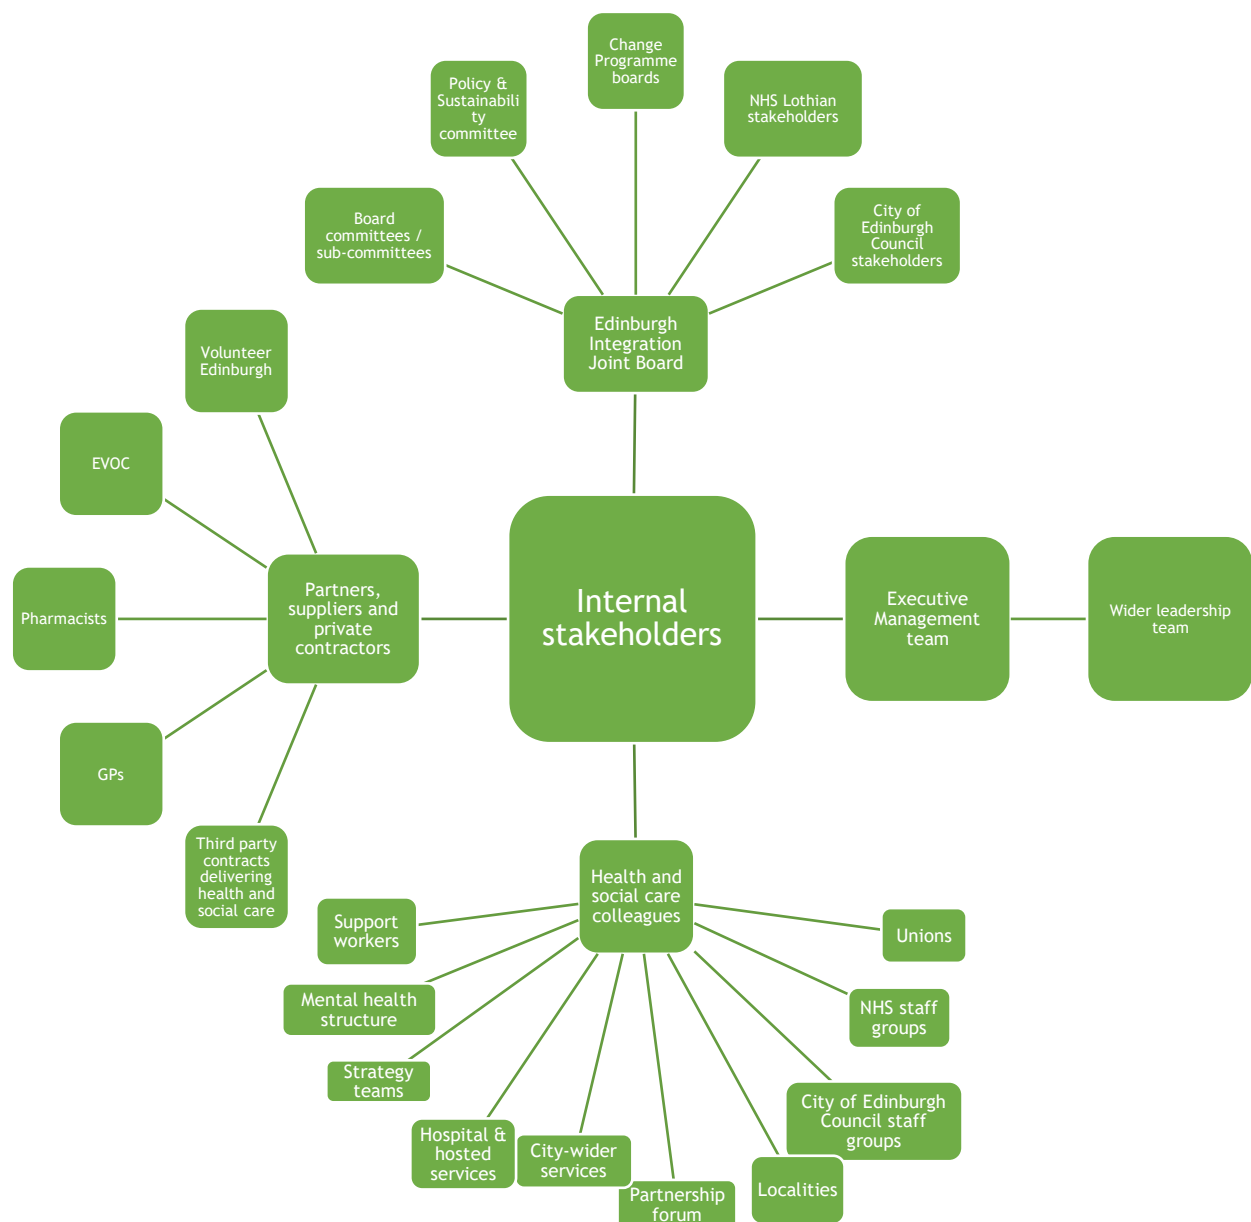 Change
Programme
boards
Policy &
Sustainabili
ty
committee
NHS Lothian
stakeholders
Board
committees /
sub-committees
City of
Edinburgh
Council
stakeholders
Edinburgh
Integration
Joint Board
Volunteer
Edinburgh
EVOC
Pharmacists
GPs
Third party
contracts
delivering
health and
social care
Partners,
suppliers and
private
contractors
Internal
stakeholders
Executive
Management
team
Wider leadership
team
Health and
social care
colleagues
Support
workers
Mental health
structure
Strategy
teams
Hospital &
hosted
services
City-wider
services
Partnership
forum
Localities
City of Edinburgh
Council staff
groups
NHS staff
groups
Unions